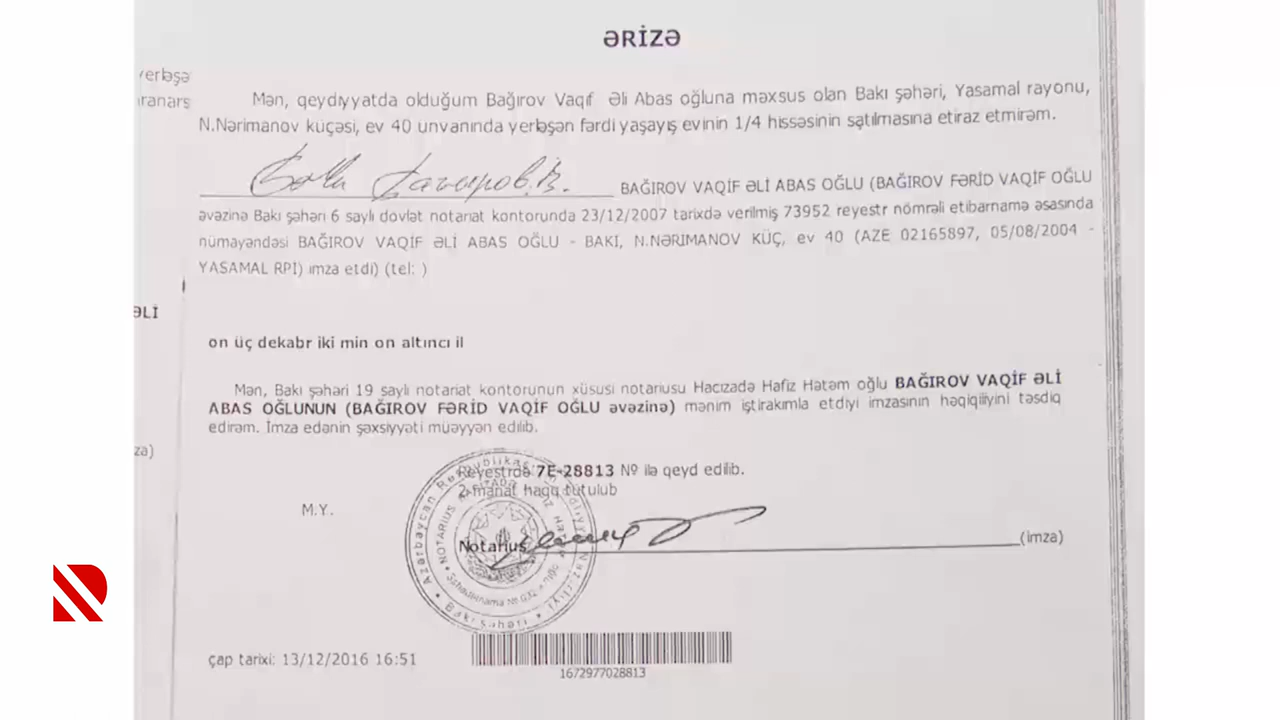 ƏRİZƏ
yerləşə
Mən, qeydiyyatda olduğum Bağırov Vaqif Əli Abas oğluna məxsus olan Bakı şəhəri, Yasamal rayonu,
N.Nərimanov küçəsi, ev 40 unvanında yerləşən fərdi yaşayış evinin 1/4 hissəsinin satılmasına etiraz etmirəm.
BAĞIROV VAQİF ƏLİ ABAS OĞLU (BAĞIROV FƏRİD VAQİF OĞLU
əvəzinə Bakı şəhəri 6 saylı dovlət notariat kontorunda 23/12/2007 tarixdə verilmiş 73952 reyestr nömrəli etibarnamə əsasında
nümayəndəsi BAĞIROV VAQİF ƏLİ ABAS OĞLU - BAKI, N.NƏRIMANOV KÜÇ, ev 40 (AZE 02165897, 05/08/2004 -
YASAMAL RPİ) imza etdi) (tel: )
ƏLİ
on üç dekabr iki min on altıncı il
Mən, Bakı şəhəri 19 saylı notariat kontorunun xüsusi notariusu Hacızadə Hafiz Hətəm oğlu BAĞIROV VAQİF ƏLİ
ABAS OĞLUNUN (BAĞIROV FƏRİD VAQİF OĞLU əvəzinə) mənim iştirakımla etdiyi imzasının həqiqiliyini təsdiq
edirəm. İmza edənin şəxsiyyəti müəyyən edilib.
za)
Reyestrdə 7E-28813 № ilə qeyd edilib.
2 manat haqq tutulub
M.Y.
Notarius
(imza)
Azərbaycan Respublikası Ədliyyə Nazirliyi
Bakı şəhəri
çap tarixi: 13/12/2016 16:51
1672977028813